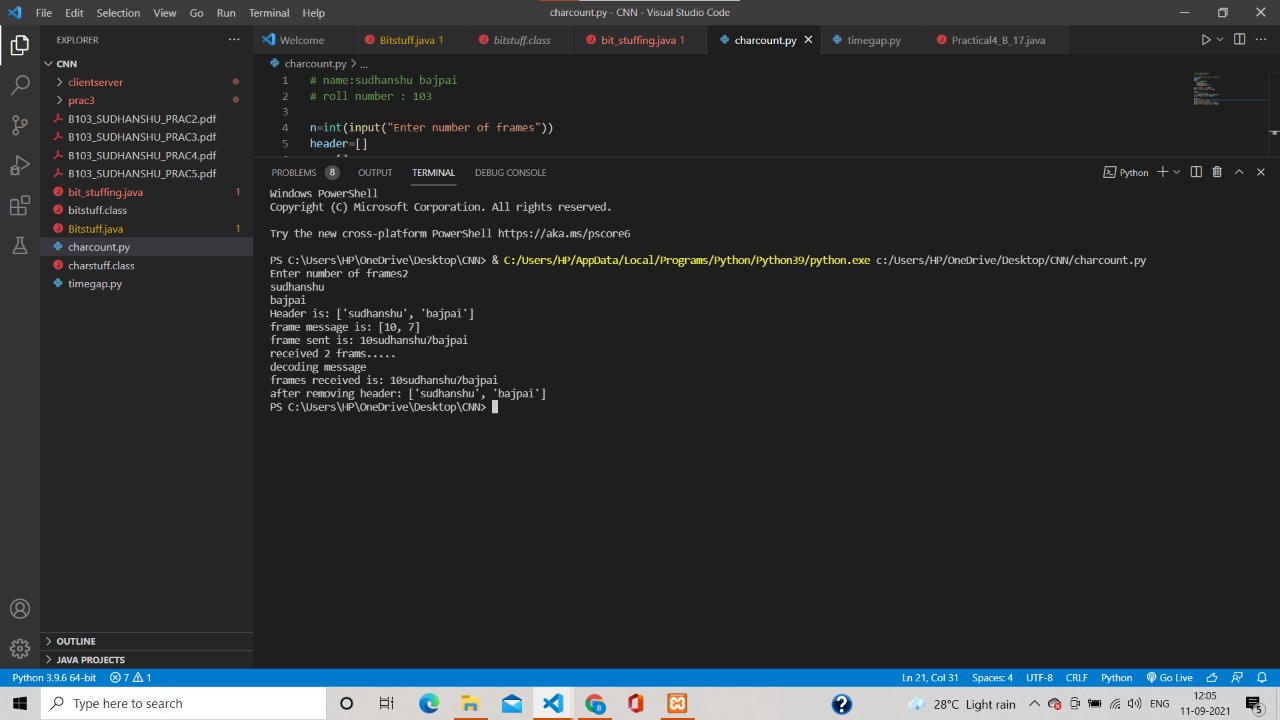 File Edit Selection View Go Run Terminal Help charcount.py - CNN - Visual Studio Code
EXPLORER
Welcome Bitstuff.java 1 bitstuff.class bit_stuffing.java 1 charcount.py timegap.py Practical4_B_17.java
CNN
clientserver
prac3
B103_SUDHANSHU_PRAC2.pdf
B103_SUDHANSHU_PRAC3.pdf
B103_SUDHANSHU_PRAC4.pdf
B103_SUDHANSHU_PRAC5.pdf
bit_stuffing.java 1
bitstuff.class
Bitstuff.java 1
charcount.py
charstuff.class
timegap.py
OUTLINE
JAVA PROJECTS
charcount.py > ...
1 # name:sudhanshu bajpai
2 # roll number : 103
3
4 n=int(input("Enter number of frames"))
5 header=[]
PROBLEMS 8 OUTPUT TERMINAL DEBUG CONSOLE Python
Windows PowerShell
Copyright (C) Microsoft Corporation. All rights reserved.
Try the new cross-platform PowerShell https://aka.ms/pscore6
PS C:\Users\HP\OneDrive\Desktop\CNN> & C:/Users/HP/AppData/Local/Programs/Python/Python39/python.exe c:/Users/HP/OneDrive/Desktop/CNN/charcount.py
Enter number of frames2
sudhanshu
bajpai
Header is: ['sudhanshu', 'bajpai']
frame message is: [10, 7]
frame sent is: 10sudhanshu7bajpai
received 2 frams.....
decoding message
frames received is: 10sudhanshu7bajpai
after removing header: ['sudhanshu', 'bajpai']
PS C:\Users\HP\OneDrive\Desktop\CNN>
Python 3.9.6 64-bit 7 1 Ln 21, Col 31 Spaces: 4 UTF-8 CRLF Python Go Live
Type here to search 28°C Light rain ENG 12:05
11-09-2021 5